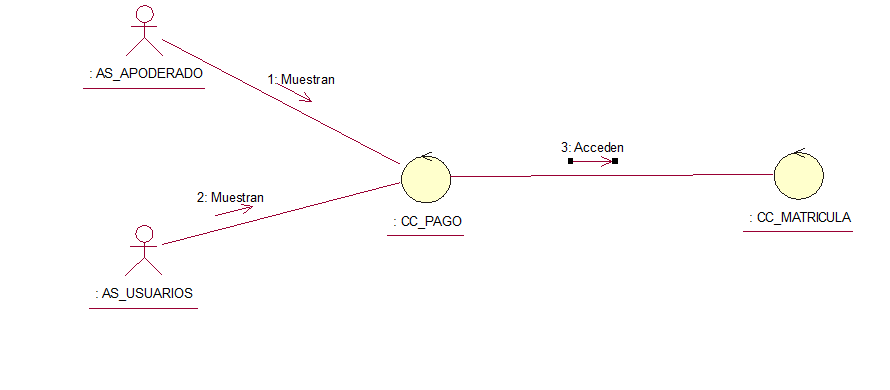 : AS_APODERADO
1: Muestran
3: Acceden
2: Muestran
: CC_PAGO
: CC_MATRICULA
: AS_USUARIOS